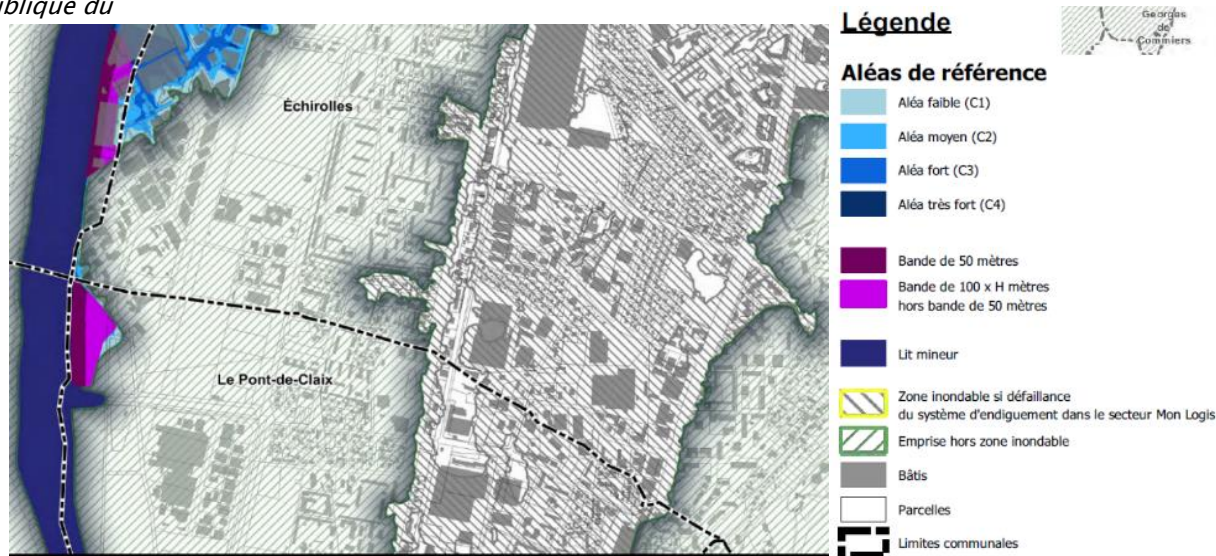 blique du
Échirolles
Le Pont-de-Claix
Légende
Georges
de
Commiers
Aléas de référence
Aléa faible (C1)
Aléa moyen (C2)
Aléa fort (C3)
Aléa très fort (C4)
Bande de 50 mètres
Bande de 100 x H mètres
hors bande de 50 mètres
Lit mineur
Zone inondable si défaillance
du système d'endiguement dans le secteur Mon Logis
Emprise hors zone inondable
Bâtis
Parcelles
Limites communales